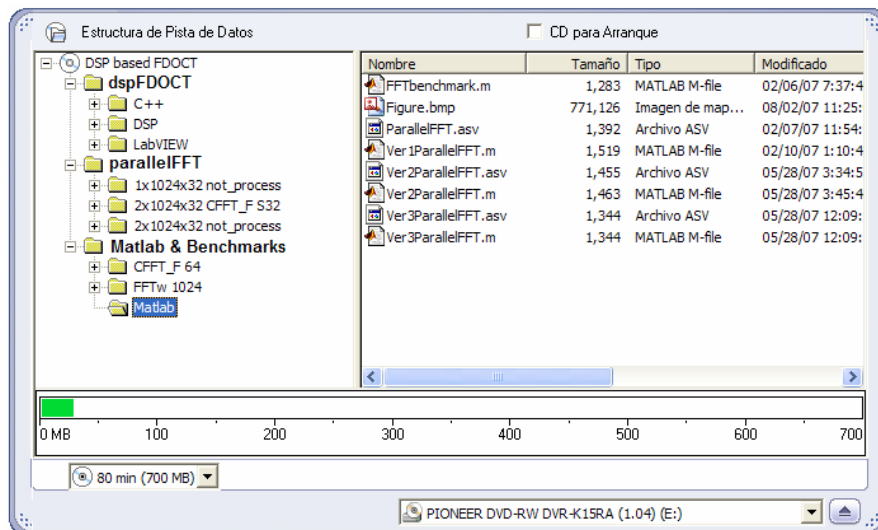 Estructura de Pista de Datos
CD para Arranque
DSP based FDOCT
dspFDOCT
C++
DSP
LabVIEW
parallelFFT
1x1024x32 not_process
2x1024x32 CFFT_F S32
2x1024x32 not_process
Matlab & Benchmarks
CFFT_F 64
FFTw 1024
Matlab
Nombre Tamaño Tipo Modificado
FFTbenchmark.m 1,283 MATLAB M-file 02/06/07 7:37:4
Figure.bmp 771,126 Imagen de map... 08/02/07 11:25:
ParallelFFT.asv 1,392 Archivo ASV 02/07/07 11:54:
Ver1ParallelFFT.m 1,519 MATLAB M-file 02/10/07 1:10:4
Ver2ParallelFFT.asv 1,455 Archivo ASV 05/28/07 3:34:5
Ver2ParallelFFT.m 1,463 MATLAB M-file 05/28/07 3:45:4
Ver3ParallelFFT.asv 1,344 Archivo ASV 05/28/07 12:09:
Ver3ParallelFFT.m 1,344 MATLAB M-file 05/28/07 12:09:
0 MB 100 200 300 400 500 600 700
80 min (700 MB)
PIONEER DVD-RW DVR-K15RA (1.04) (E:)